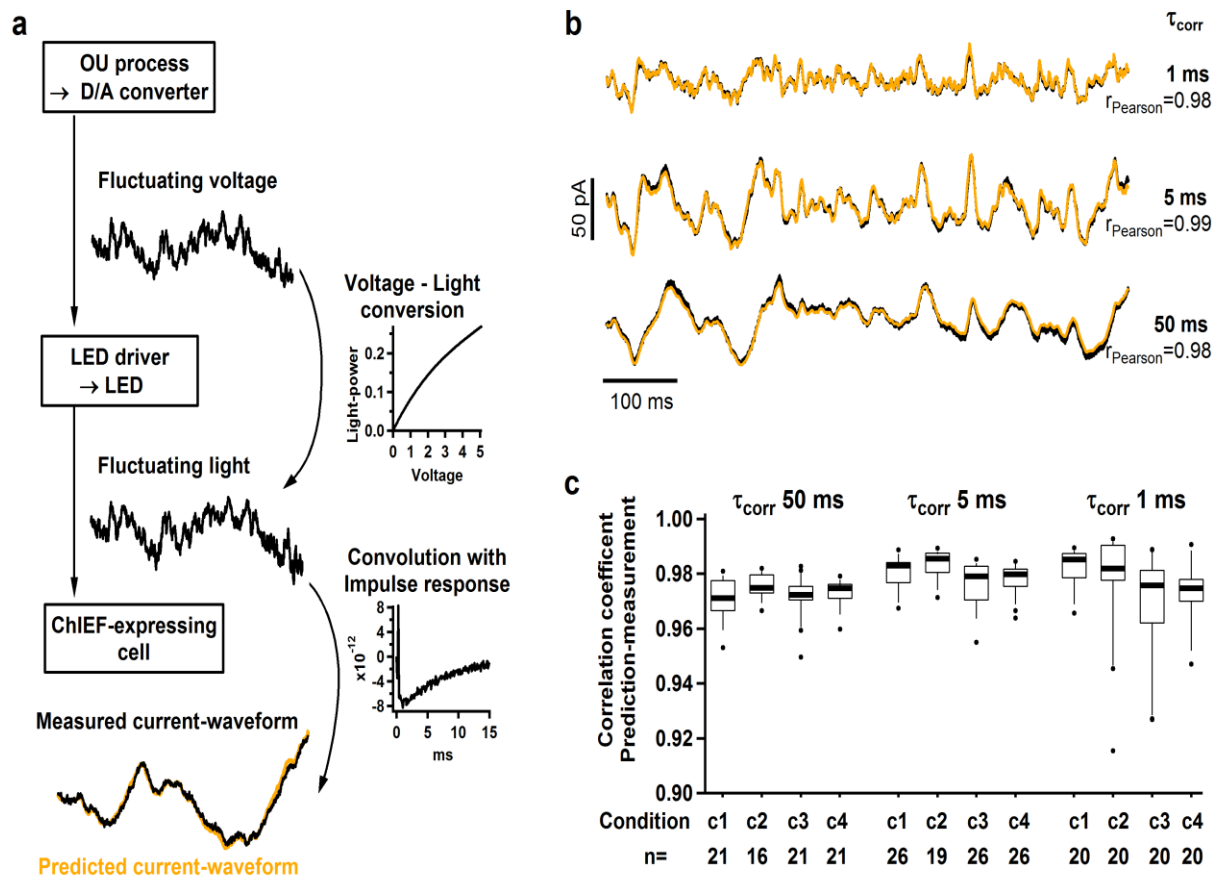 a
OU process
→ D/A converter
Fluctuating voltage
Voltage - Light
conversion
Light-power
0.2
0.1
0.0
0 1 2 3 4 5
Voltage
LED driver
→ LED
Fluctuating light
Convolution with
Impulse response
x10⁻¹²
8
4
0
-4
-8
0 5 10 15
ms
ChIEF-expressing
cell
Measured current-waveform
Predicted current-waveform
b
τcorr
1 ms
rPearson=0.98
50 pA
5 ms
rPearson=0.99
50 ms
rPearson=0.98
100 ms
c
τcorr 50 ms τcorr 5 ms τcorr 1 ms
Correlation coefficent
Prediction-measurement
1.00
0.98
0.96
0.94
0.92
0.90
Condition c1 c2 c3 c4 c1 c2 c3 c4 c1 c2 c3 c4
n= 21 16 21 21 26 19 26 26 20 20 20 20